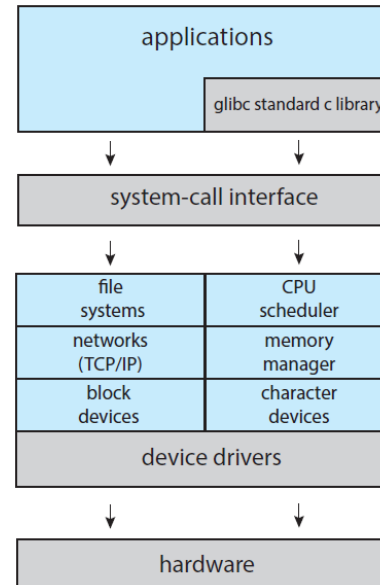 applications
glibc standard c library
system-call interface
file
systems
CPU
scheduler
networks
(TCP/IP)
memory
manager
block
devices
character
devices
device drivers
hardware